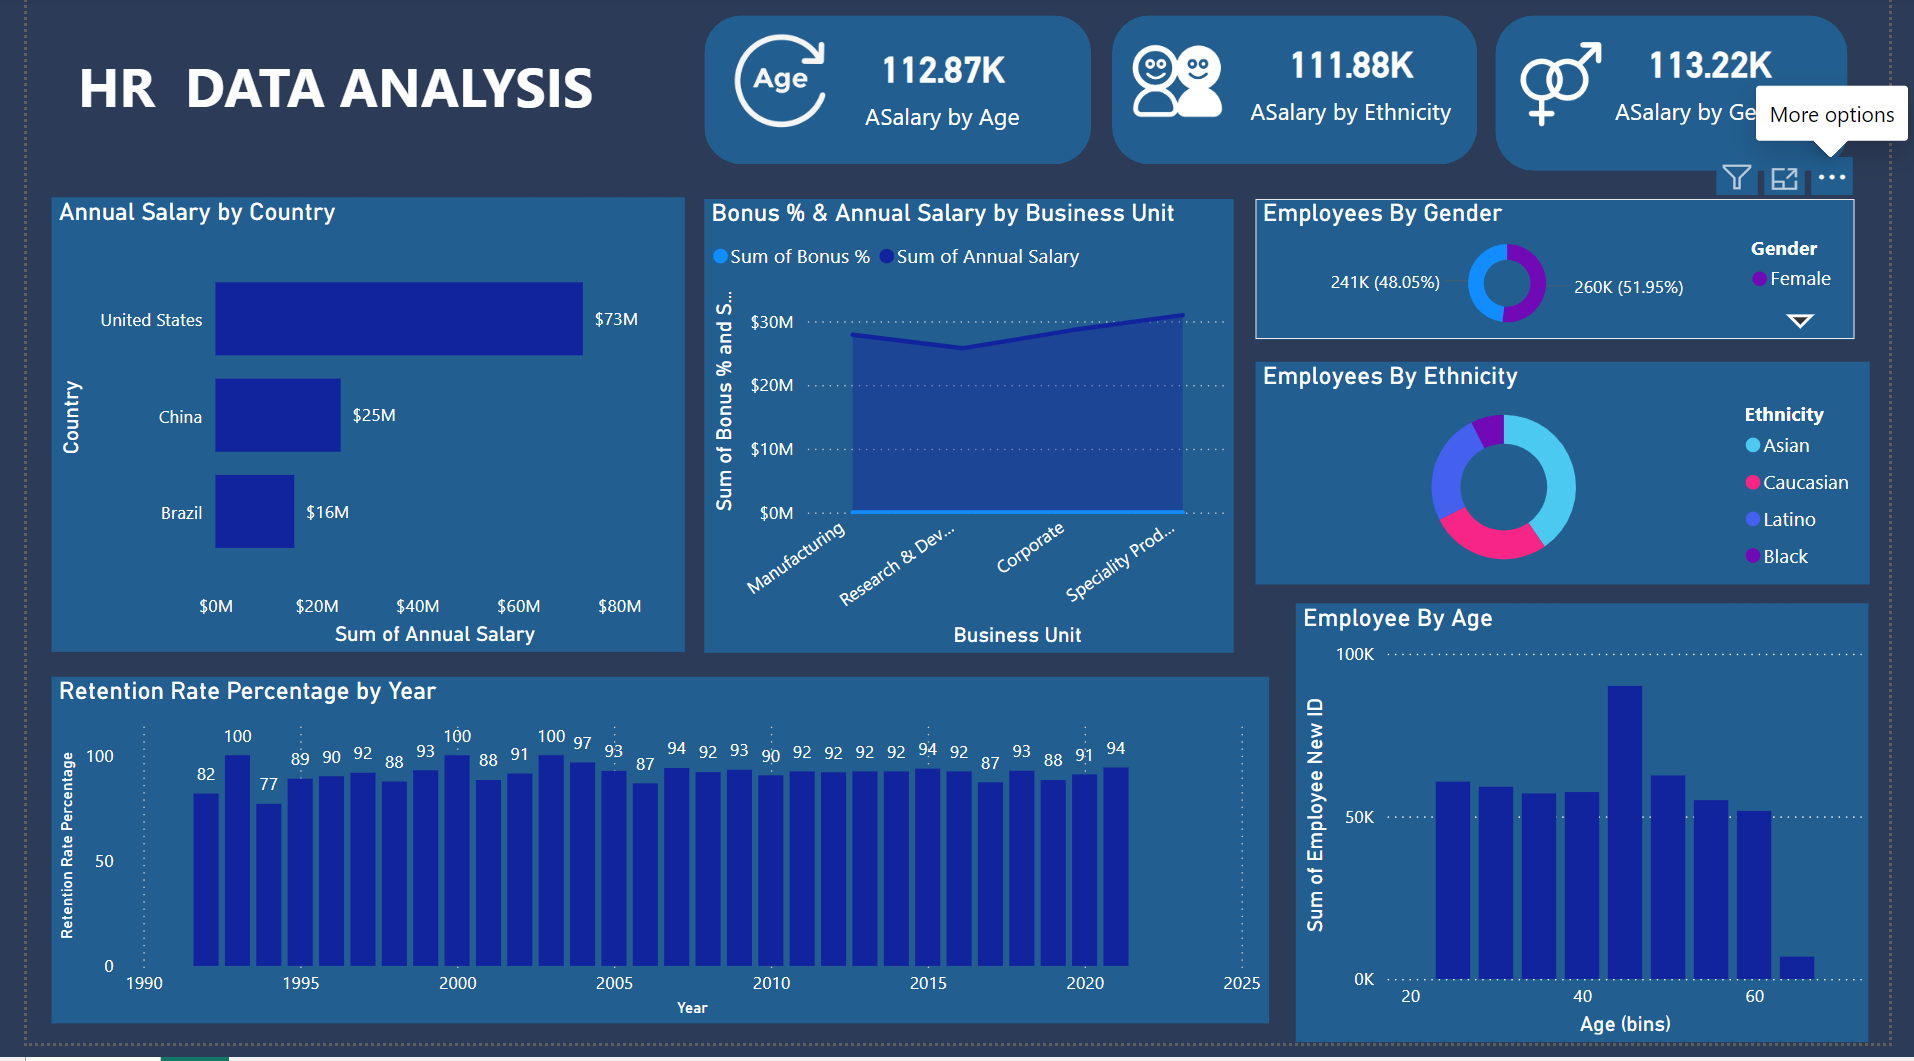 HR DATA ANALYSIS
Age
112.87K
ASalary by Age
111.88K
ASalary by Ethnicity
113.22K
ASalary by Ge
More options
Annual Salary by Country
Country
United States
$73M
China
$25M
Brazil
$16M
$0M $20M $40M $60M $80M
Sum of Annual Salary
Bonus % & Annual Salary by Business Unit
Sum of Bonus % Sum of Annual Salary
Sum of Bonus % and S...
$30M
$20M
$10M
$0M
Manufacturing
Research & Dev...
Corporate
Speciality Prod...
Business Unit
Employees By Gender
241K (48.05%)
260K (51.95%)
Gender
Female
Employees By Ethnicity
Ethnicity
Asian
Caucasian
Latino
Black
Retention Rate Percentage by Year
Retention Rate Percentage
100
50
0
82 100 77 89 90 92 88 93 100 88 91 100 97 93 87 94 92 93 90 92 92 92 92 94 92 87 93 88 91 94
1990 1995 2000 2005 2010 2015 2020 2025
Year
Employee By Age
Sum of Employee New ID
100K
50K
0K
20 40 60
Age (bins)